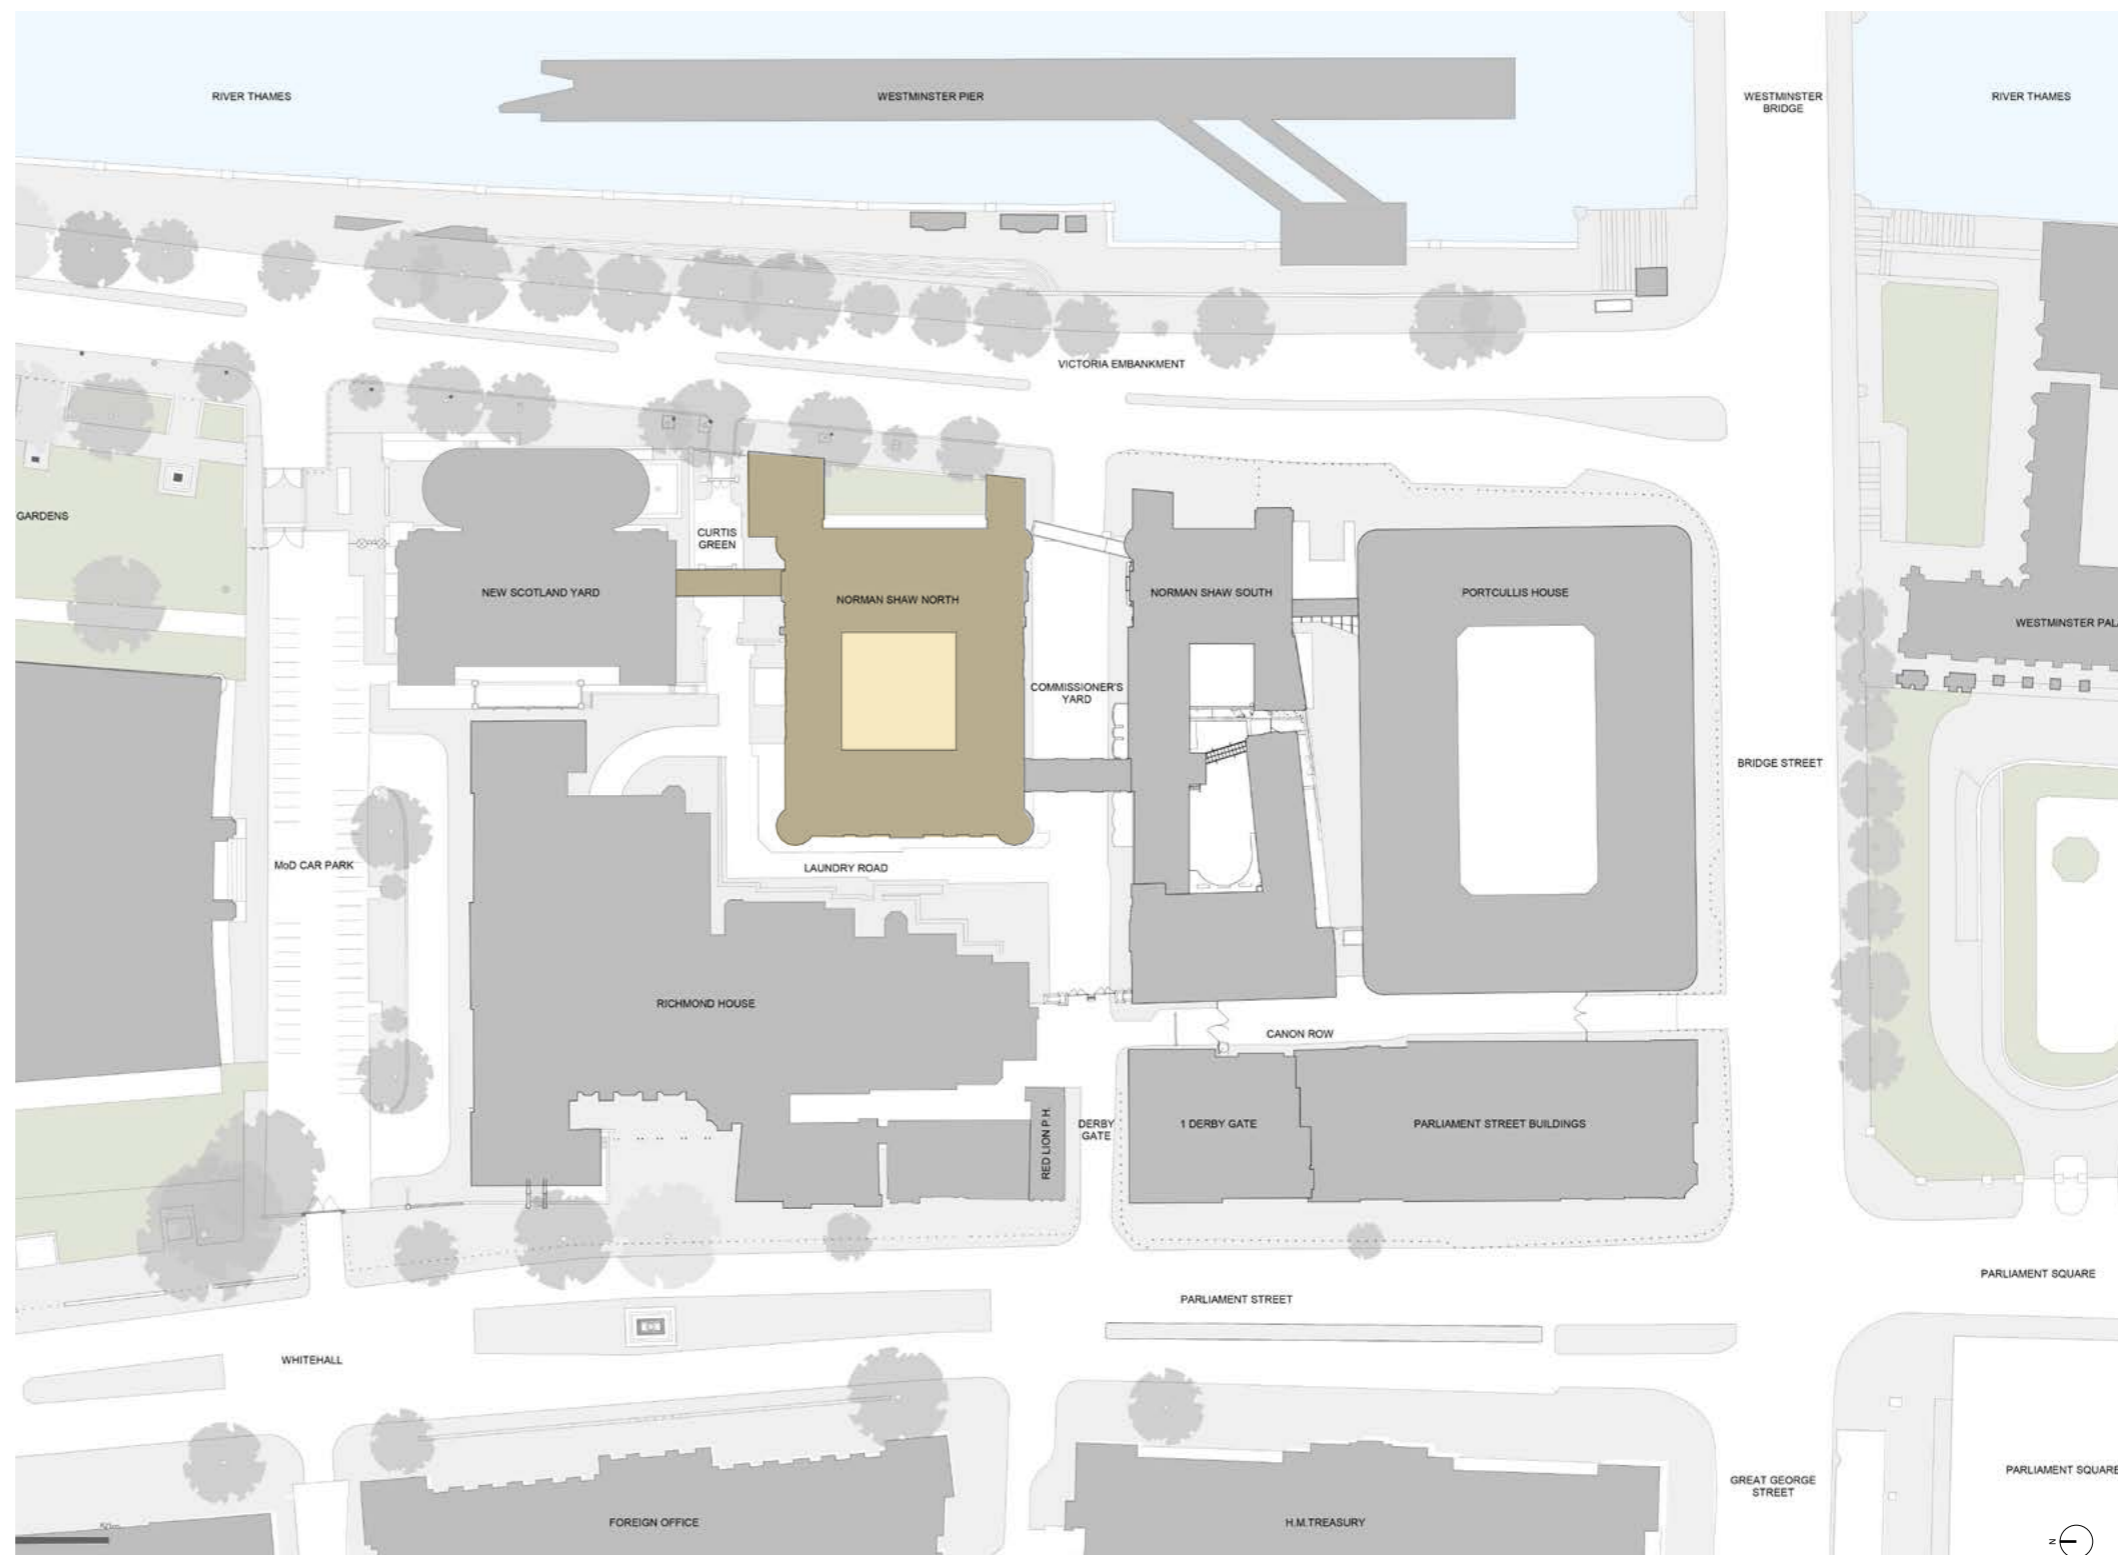 RIVER THAMES
WESTMINSTER PIER
WESTMINSTER
BRIDGE
RIVER THAMES
VICTORIA EMBANKMENT
GARDENS
CURTIS
GREEN
NEW SCOTLAND YARD
NORMAN SHAW NORTH
NORMAN SHAW SOUTH
PORTCULLIS HOUSE
WESTMINSTER PAL
COMMISSIONER'S
YARD
BRIDGE STREET
MoD CAR PARK
LAUNDRY ROAD
RICHMOND HOUSE
CANON ROW
RED LION P.H.
DERBY
GATE
1 DERBY GATE
PARLIAMENT STREET BUILDINGS
PARLIAMENT SQUARE
PARLIAMENT STREET
WHITEHALL
GREAT GEORGE
STREET
PARLIAMENT SQUARE
FOREIGN OFFICE
H.M.TREASURY
50m
N